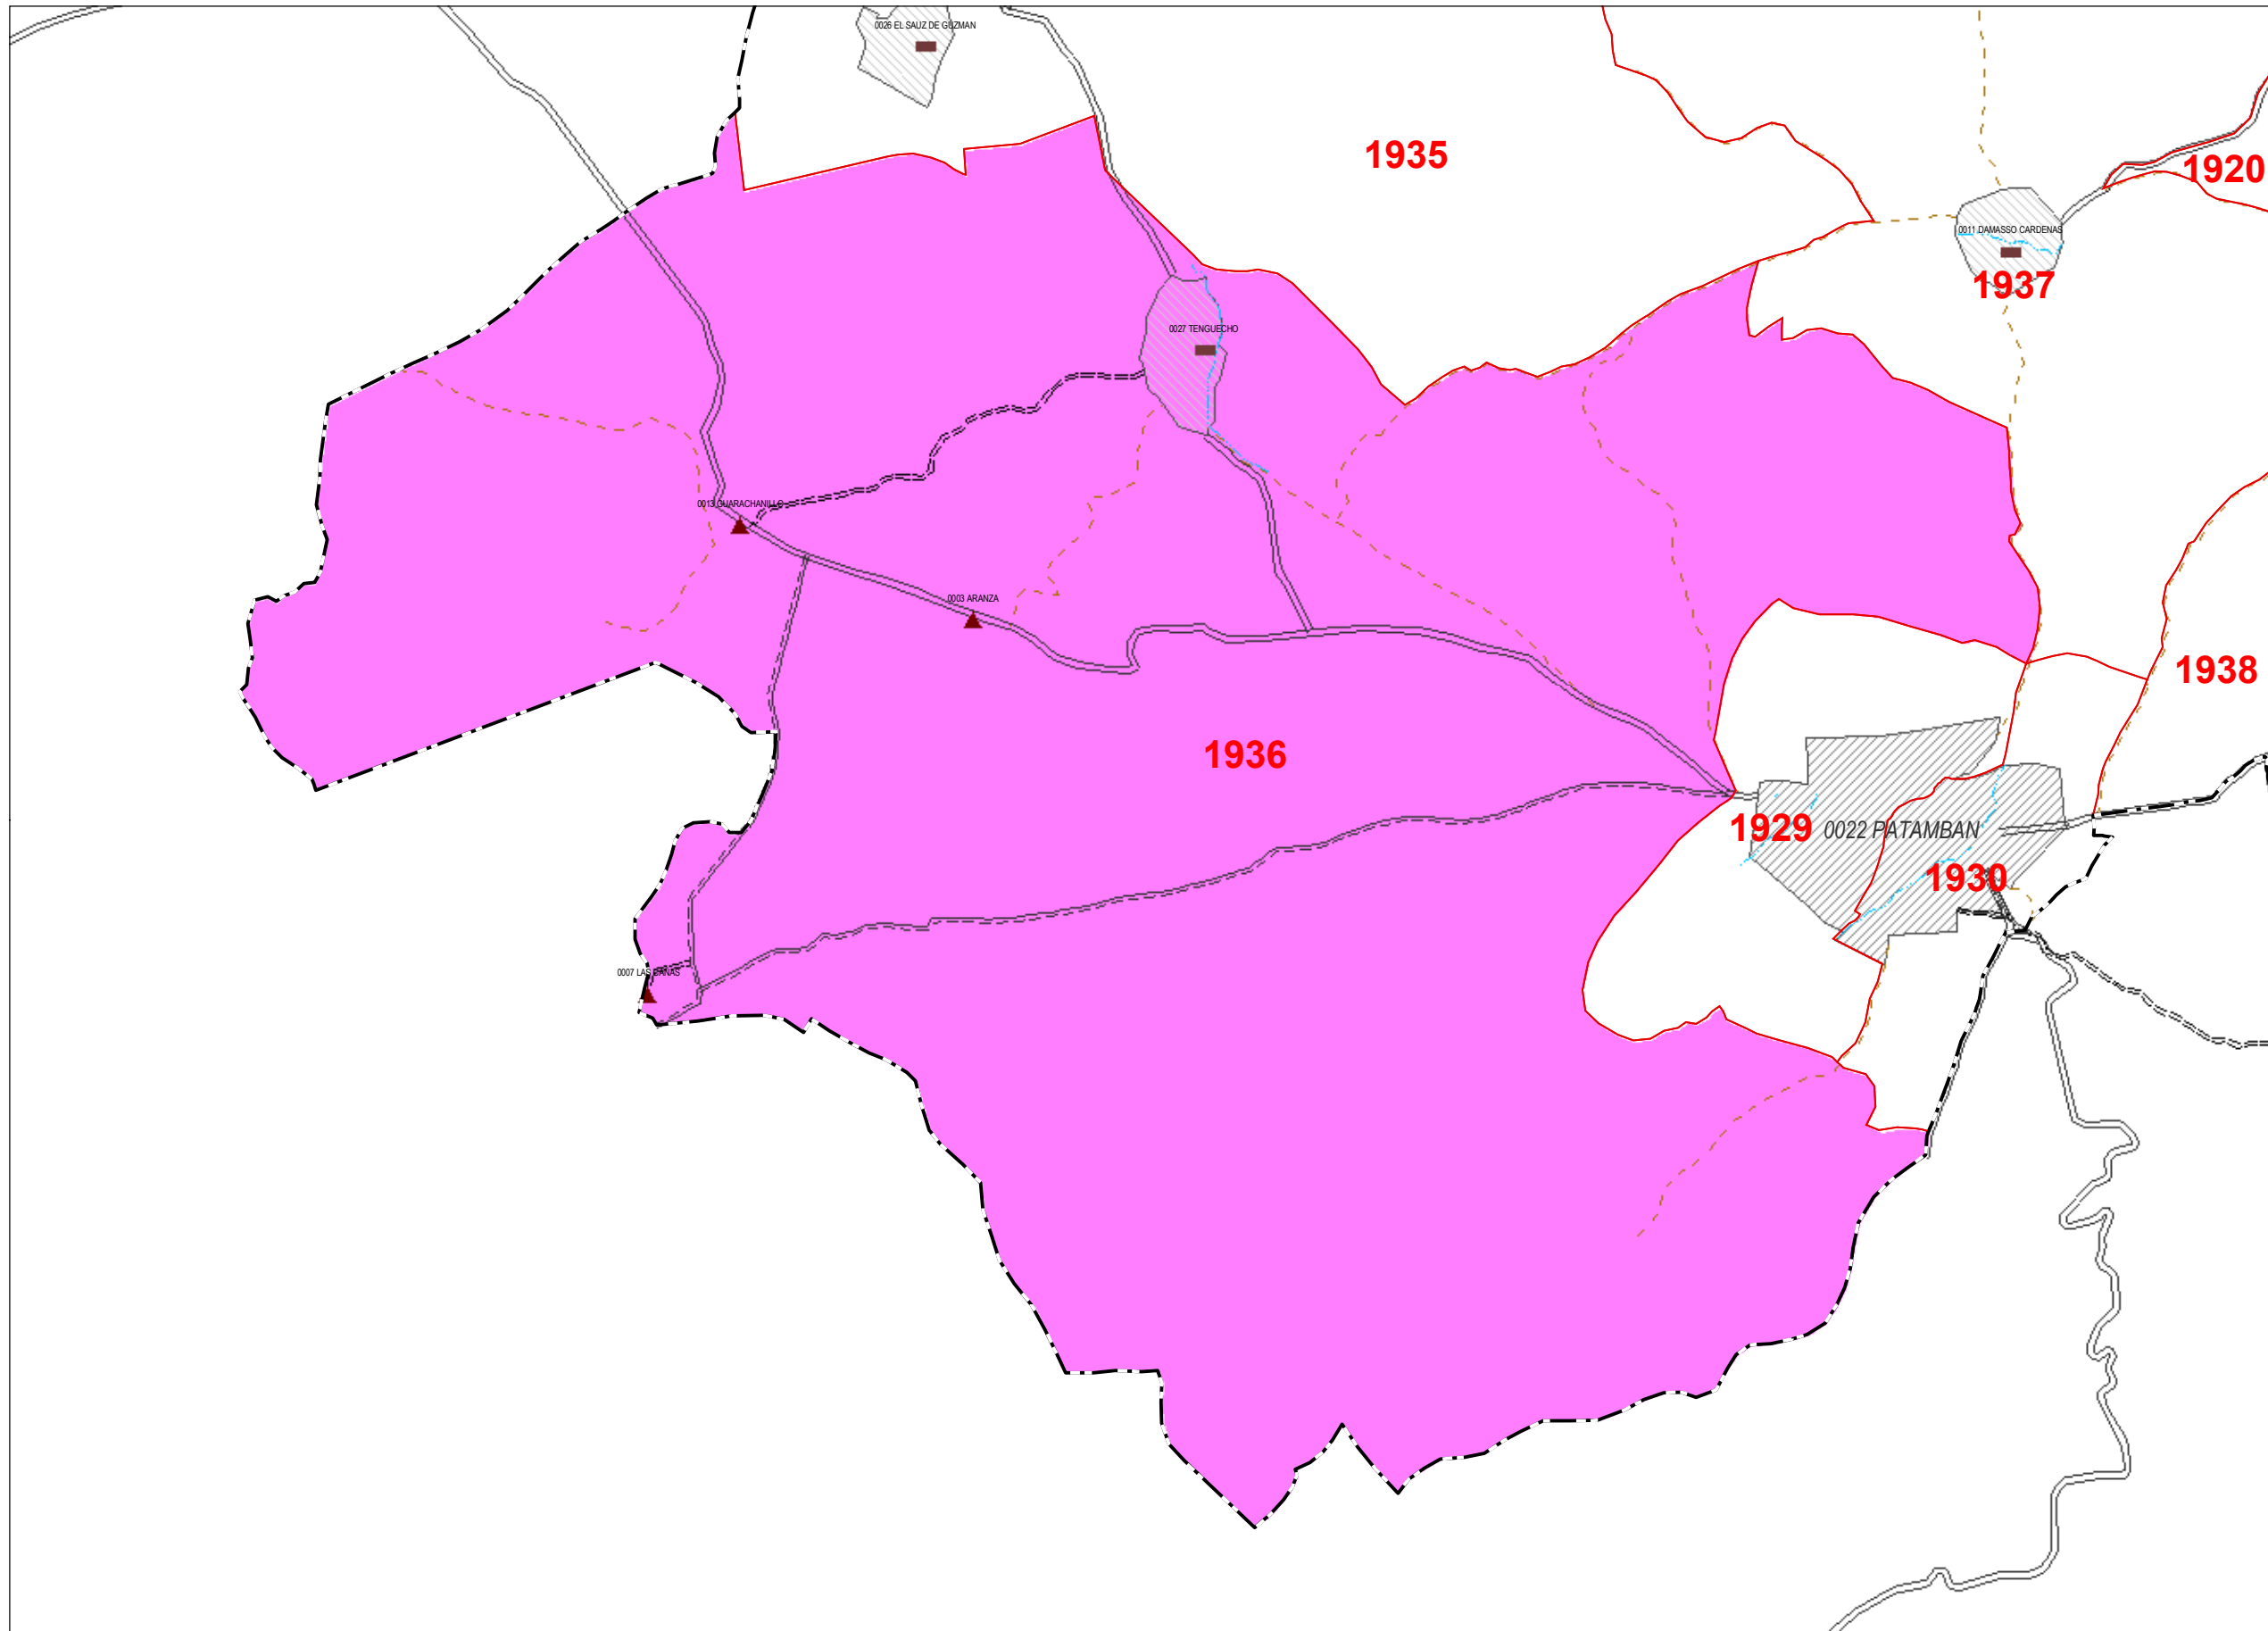 0026 EL SAUZ DE GUZMAN
1935
1920
0011 DAMASSO CARDENAS
1937
0027 TENGUECHO
0013 GUARACHANILLO
0003 ARANZA
1938
1936
1929
0022 PATAMBAN
1930
0007 LAS CANAS